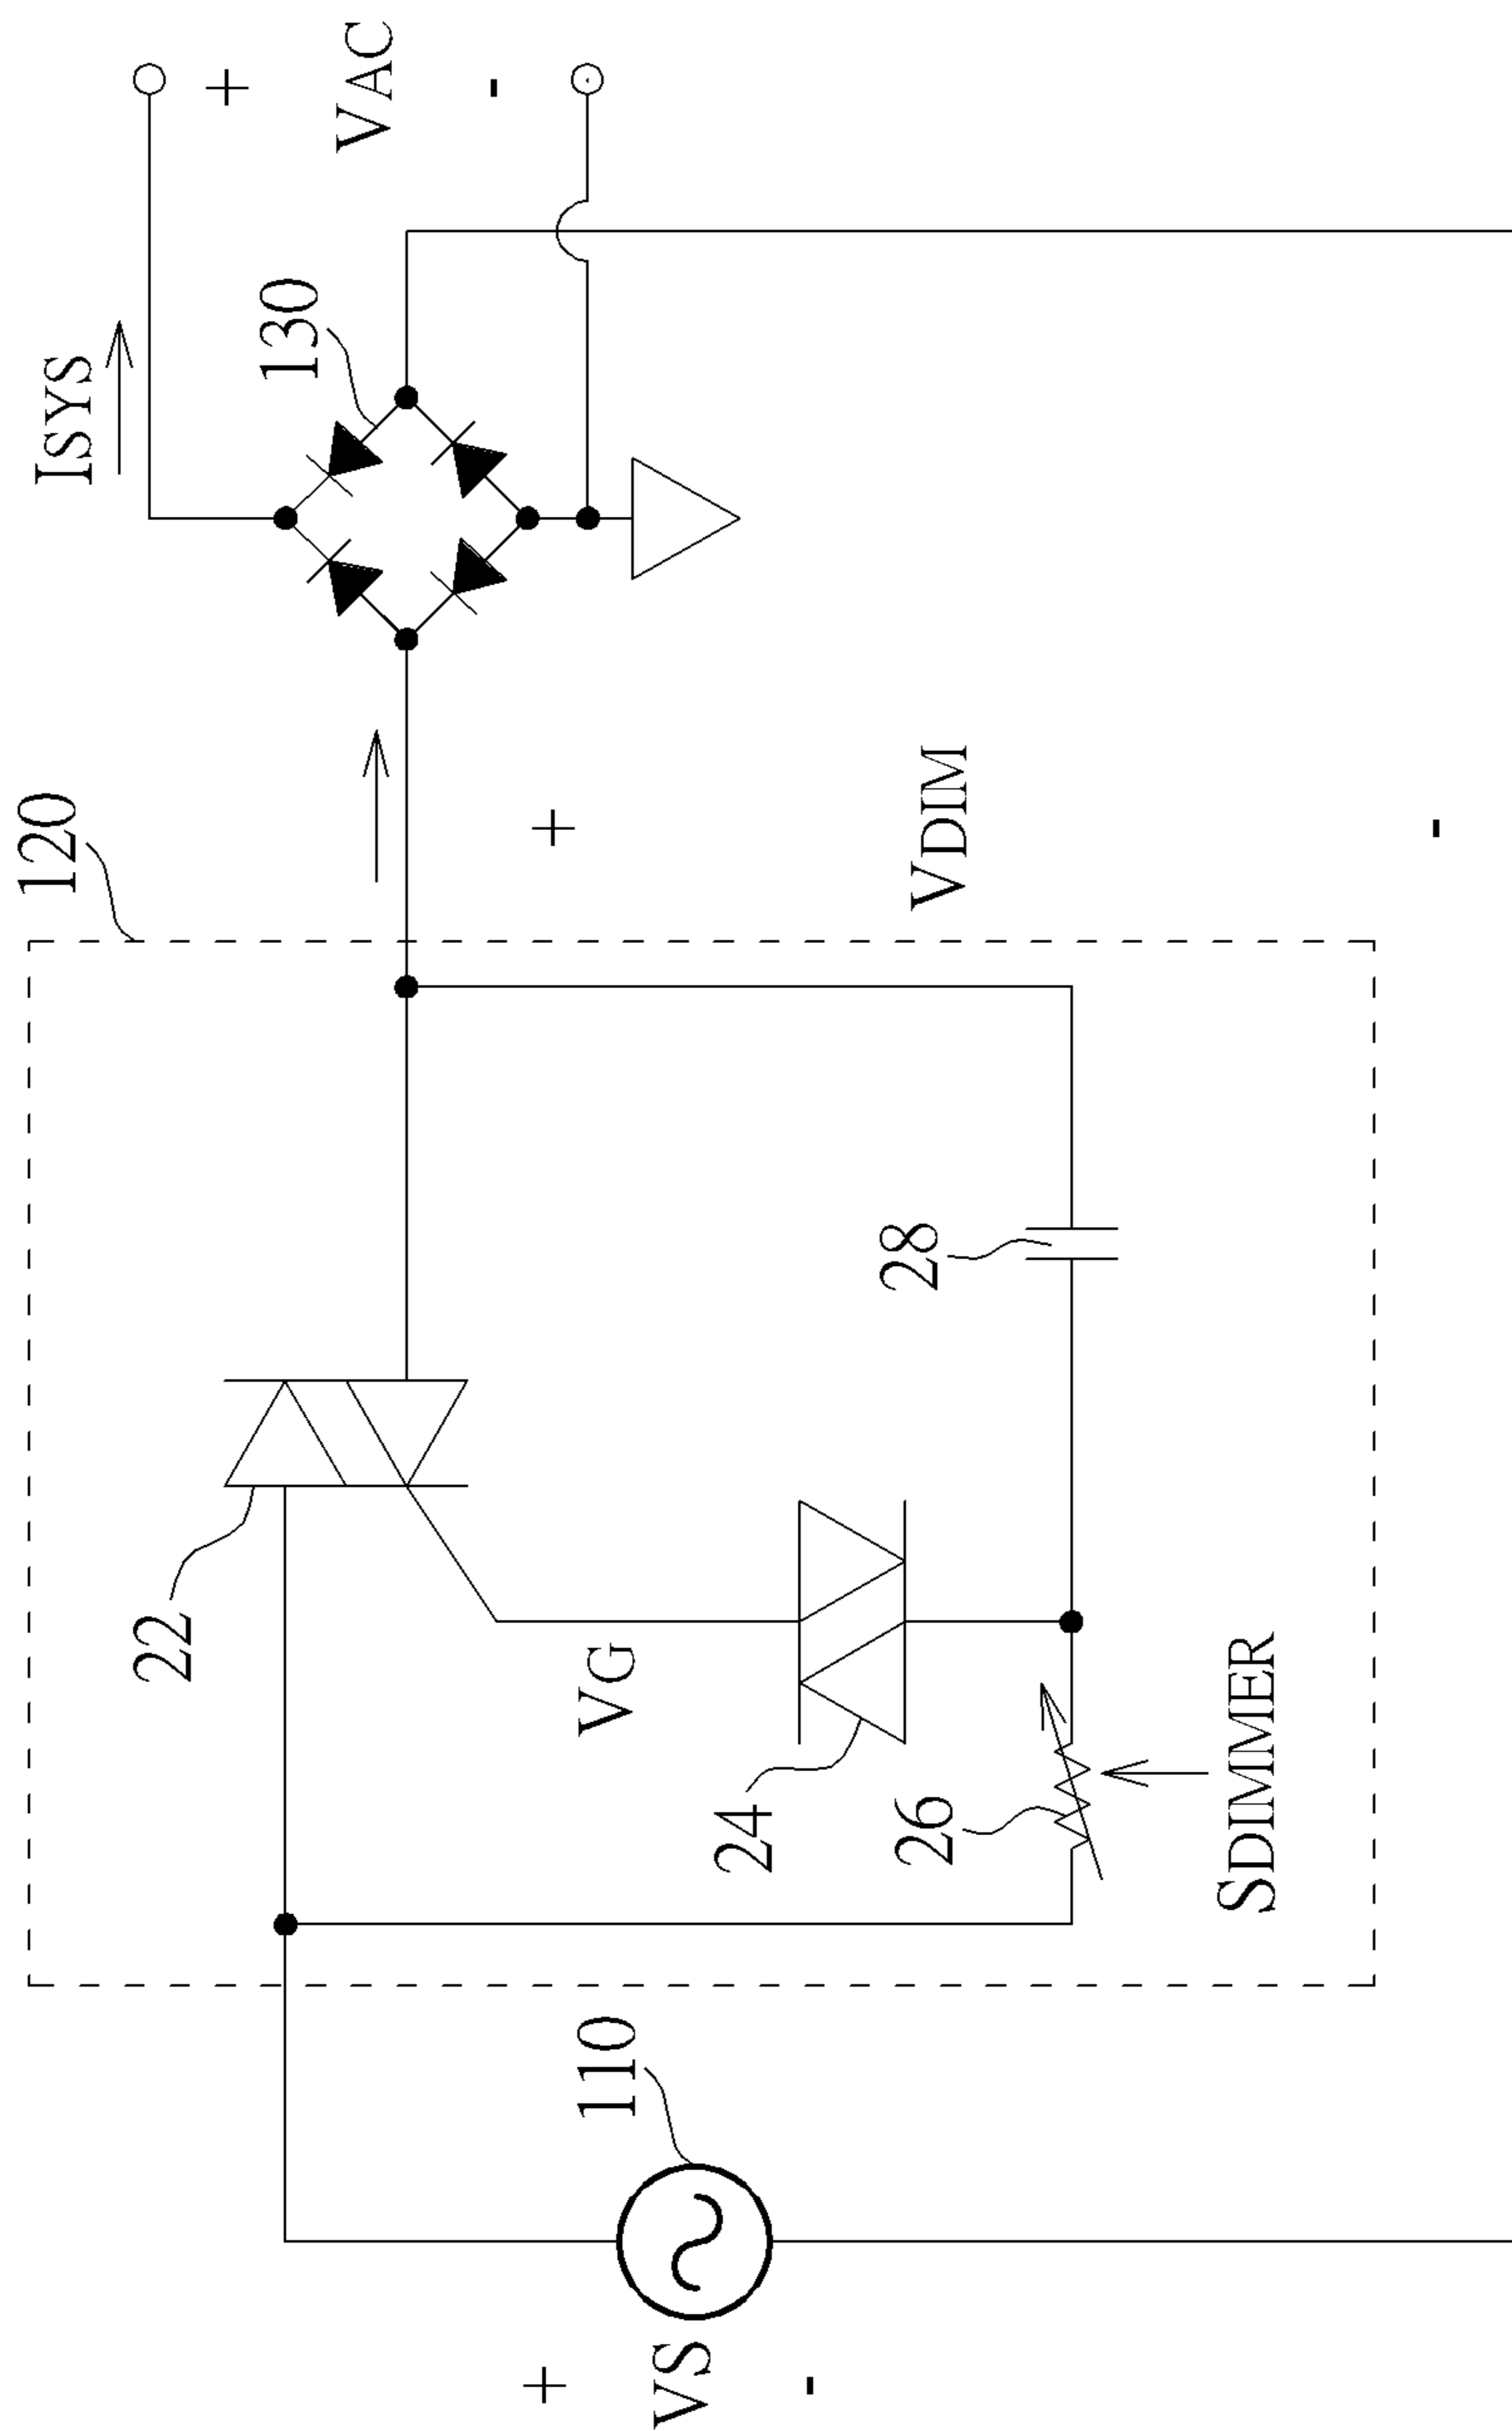 120
ISYS
22
+
130
VAC
-
+
+
110
VG
VS
24
-
28
26
VDIM
SDIMMER
-